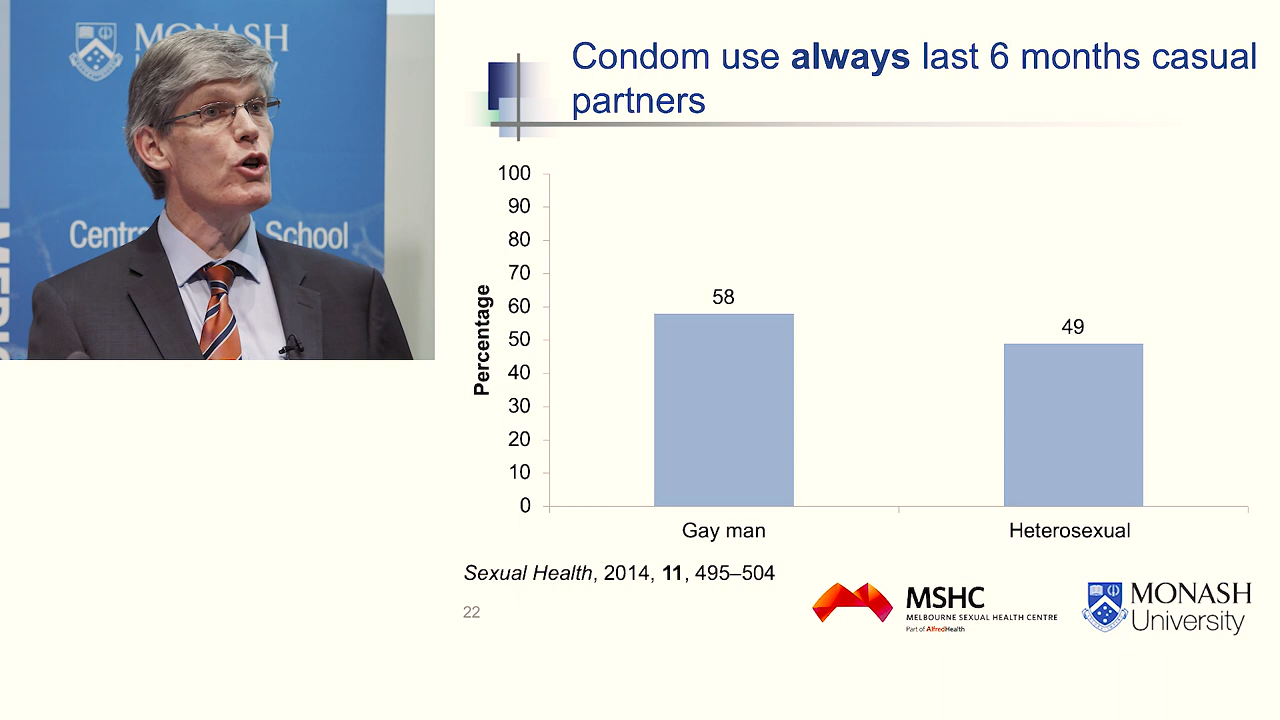 MONASH
Centr
School
Condom use always last 6 months casual
partners
100
90
80
70
60
50
40
30
20
10
0
Percentage
58
49
Gay man
Heterosexual
Sexual Health, 2014, 11, 495–504
22
MSHC
MELBOURNE SEXUAL HEALTH CENTRE
Part of AlfredHealth
MONASH
University